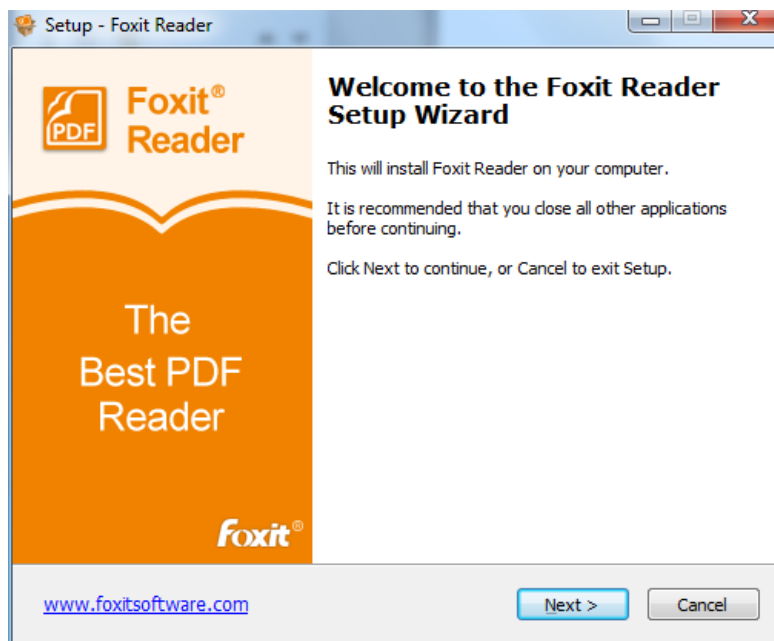 Setup - Foxit Reader
PDF
Foxit®
Reader
The
Best PDF
Reader
foxit®
Welcome to the Foxit Reader
Setup Wizard
This will install Foxit Reader on your computer.
It is recommended that you close all other applications
before continuing.
Click Next to continue, or Cancel to exit Setup.
www.foxitsoftware.com
Next >
Cancel